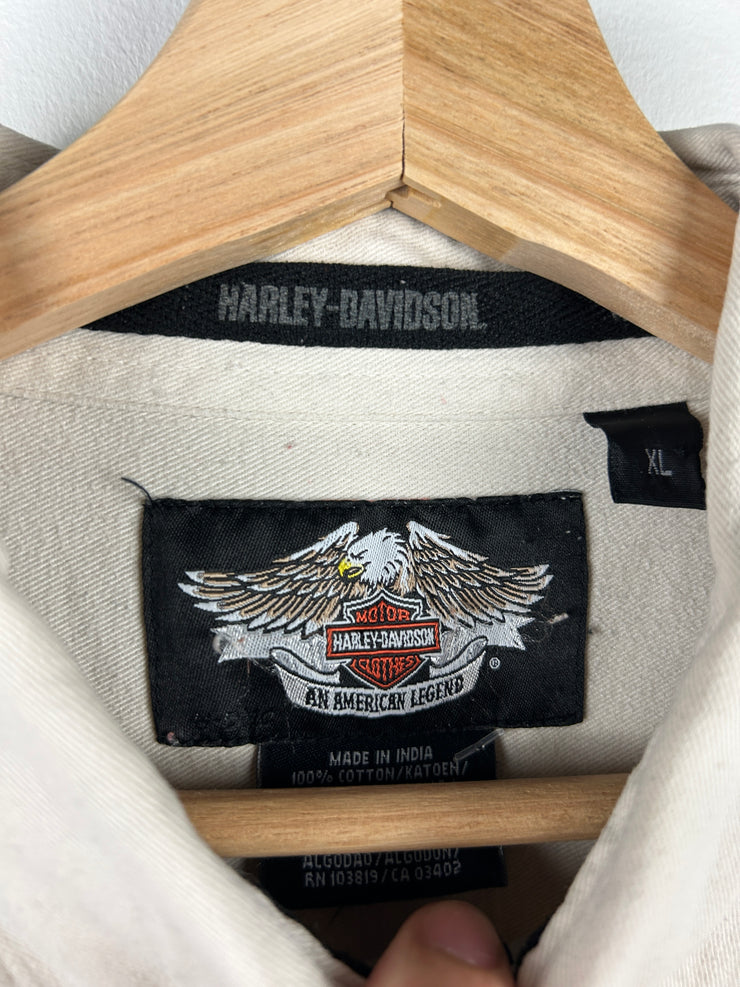 HARLEY-DAVIDSON
XL
MOTOR
HARLEY-DAVIDSON
CLOTHES
AN AMERICAN LEGEND
®
MADE IN INDIA
100% COTTON/KATOEN/
ALGODAO/ALGODON/
RN 103819/CA 03402